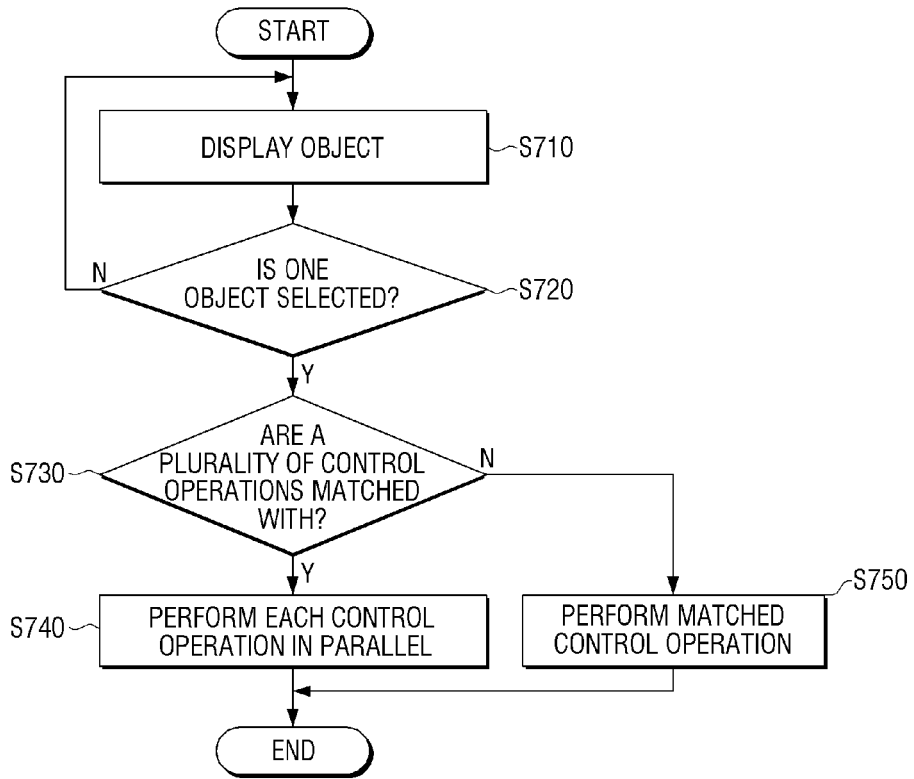 START
DISPLAY OBJECT
S710
N
IS ONE
OBJECT SELECTED?
S720
Y
S730
ARE A
PLURALITY OF CONTROL
OPERATIONS MATCHED
WITH?
N
Y
S740
PERFORM EACH CONTROL
OPERATION IN PARALLEL
S750
PERFORM MATCHED
CONTROL OPERATION
END